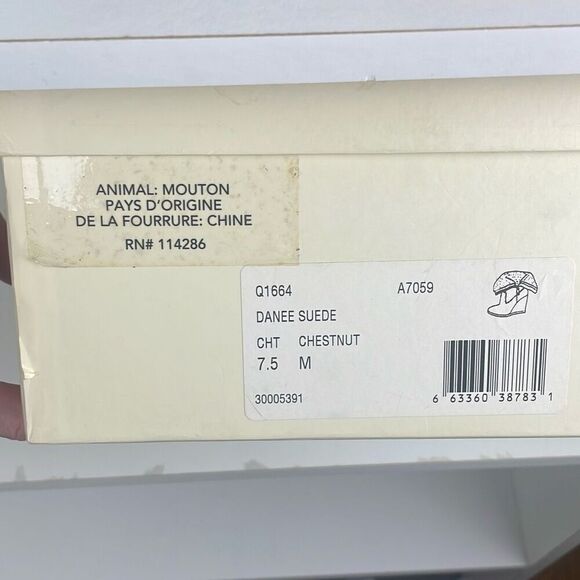 ANIMAL: MOUTON
PAYS D'ORIGINE
DE LA FOURRURE: CHINE
RN# 114286
Q1664 A7059
DANEE SUEDE
CHT CHESTNUT
7.5 M
30005391
6 63360 38783 1